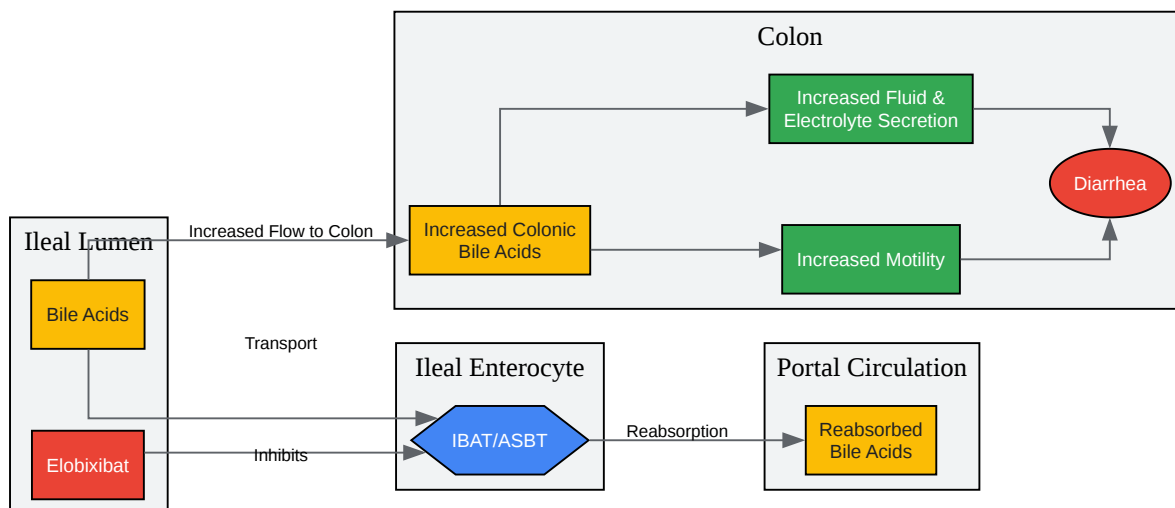 Colon
Increased Fluid &
Electrolyte Secretion
Diarrhea
Ileal Lumen
Increased Flow to Colon
Increased Colonic
Bile Acids
Increased Motility
Bile Acids
Transport
Ileal Enterocyte
Portal Circulation
IBAT/ASBT
Reabsorption
Reabsorbed
Bile Acids
Elobixibat
Inhibits